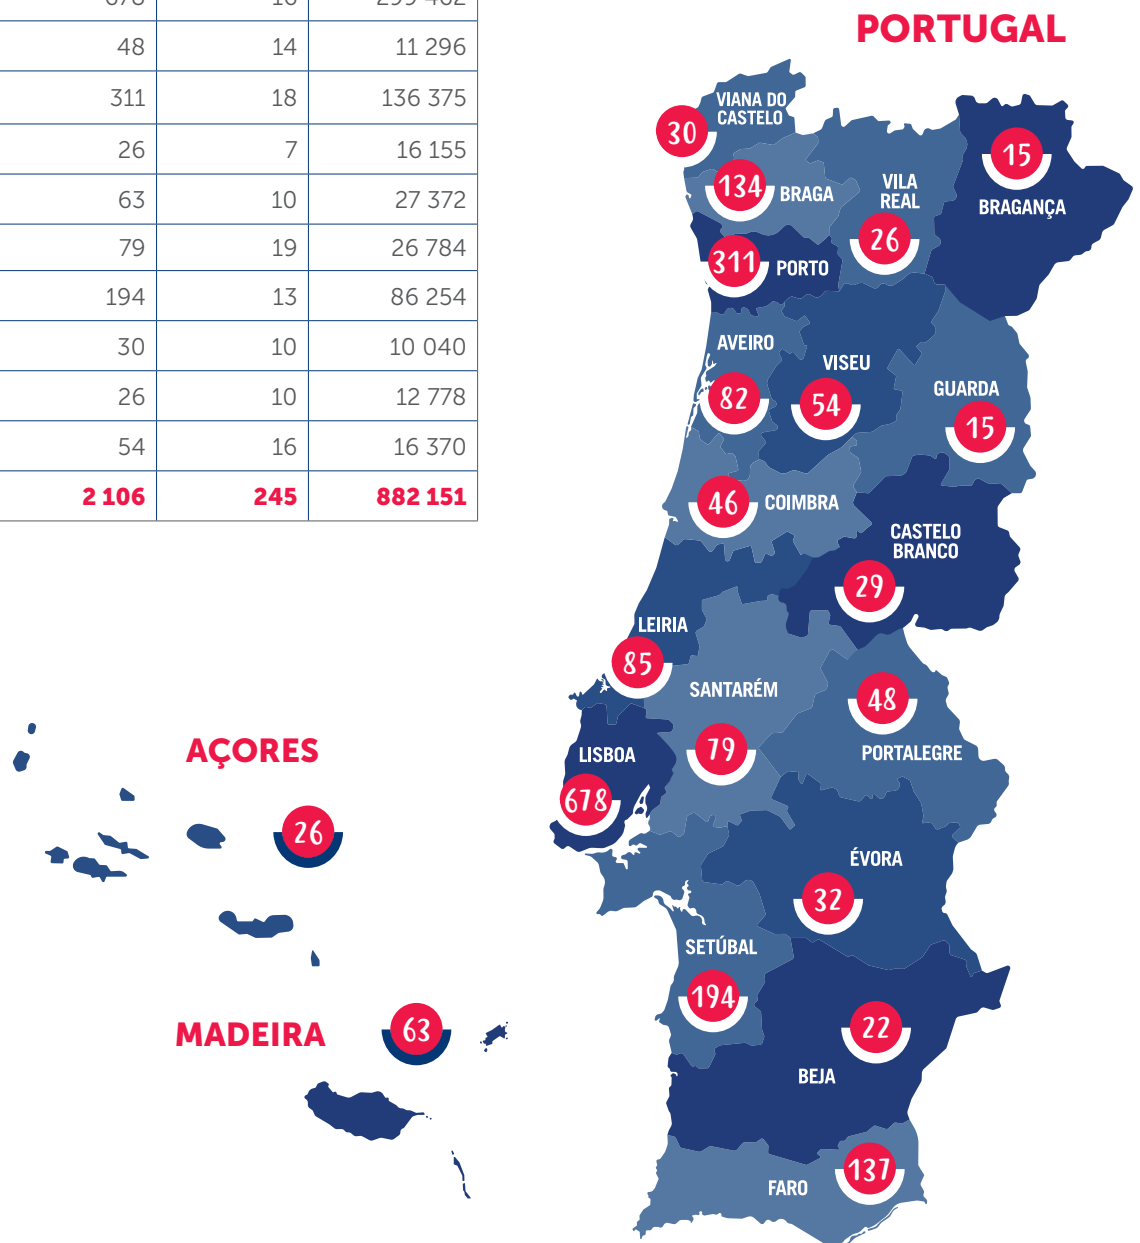 678 16 299 462
48 14 11 296
311 18 136 375
26 7 16 155
63 10 27 372
79 19 26 784
194 13 86 254
30 10 10 040
26 10 12 778
54 16 16 370
2 106 245 882 151
PORTUGAL
VIANA DO
CASTELO
30
134
BRAGA
VILA
REAL
26
15
BRAGANÇA
311
PORTO
AVEIRO
82
VISEU
54
GUARDA
15
46
COIMBRA
CASTELO
BRANCO
29
LEIRIA
85
SANTARÉM
79
48
PORTALEGRE
LISBOA
678
ÉVORA
32
SETÚBAL
194
22
BEJA
FARO
137
AÇORES
26
MADEIRA
63